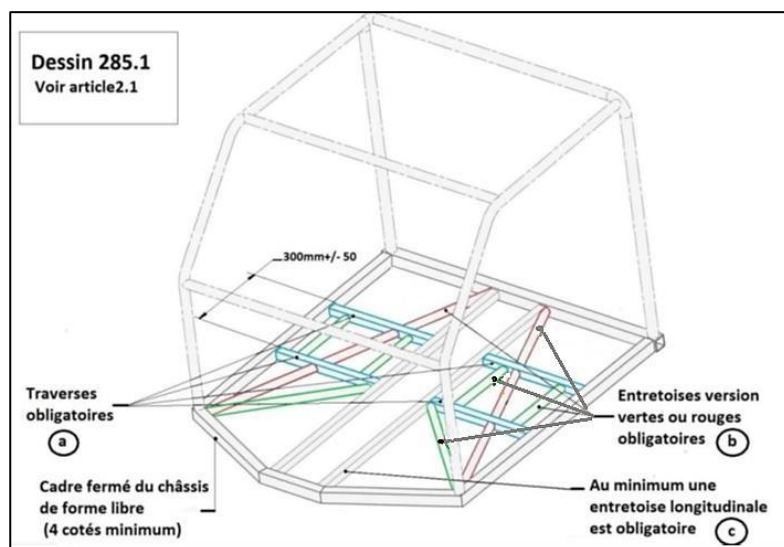 Dessin 285.1
Voir article2.1
300mm+/- 50
Traverses
obligatoires
a
Cadre fermé du châssis
de forme libre
(4 cotés minimum)
Entretoises version
vertes ou rouges
obligatoires
b
Au minimum une
entretoise longitudinale
est obligatoire
c